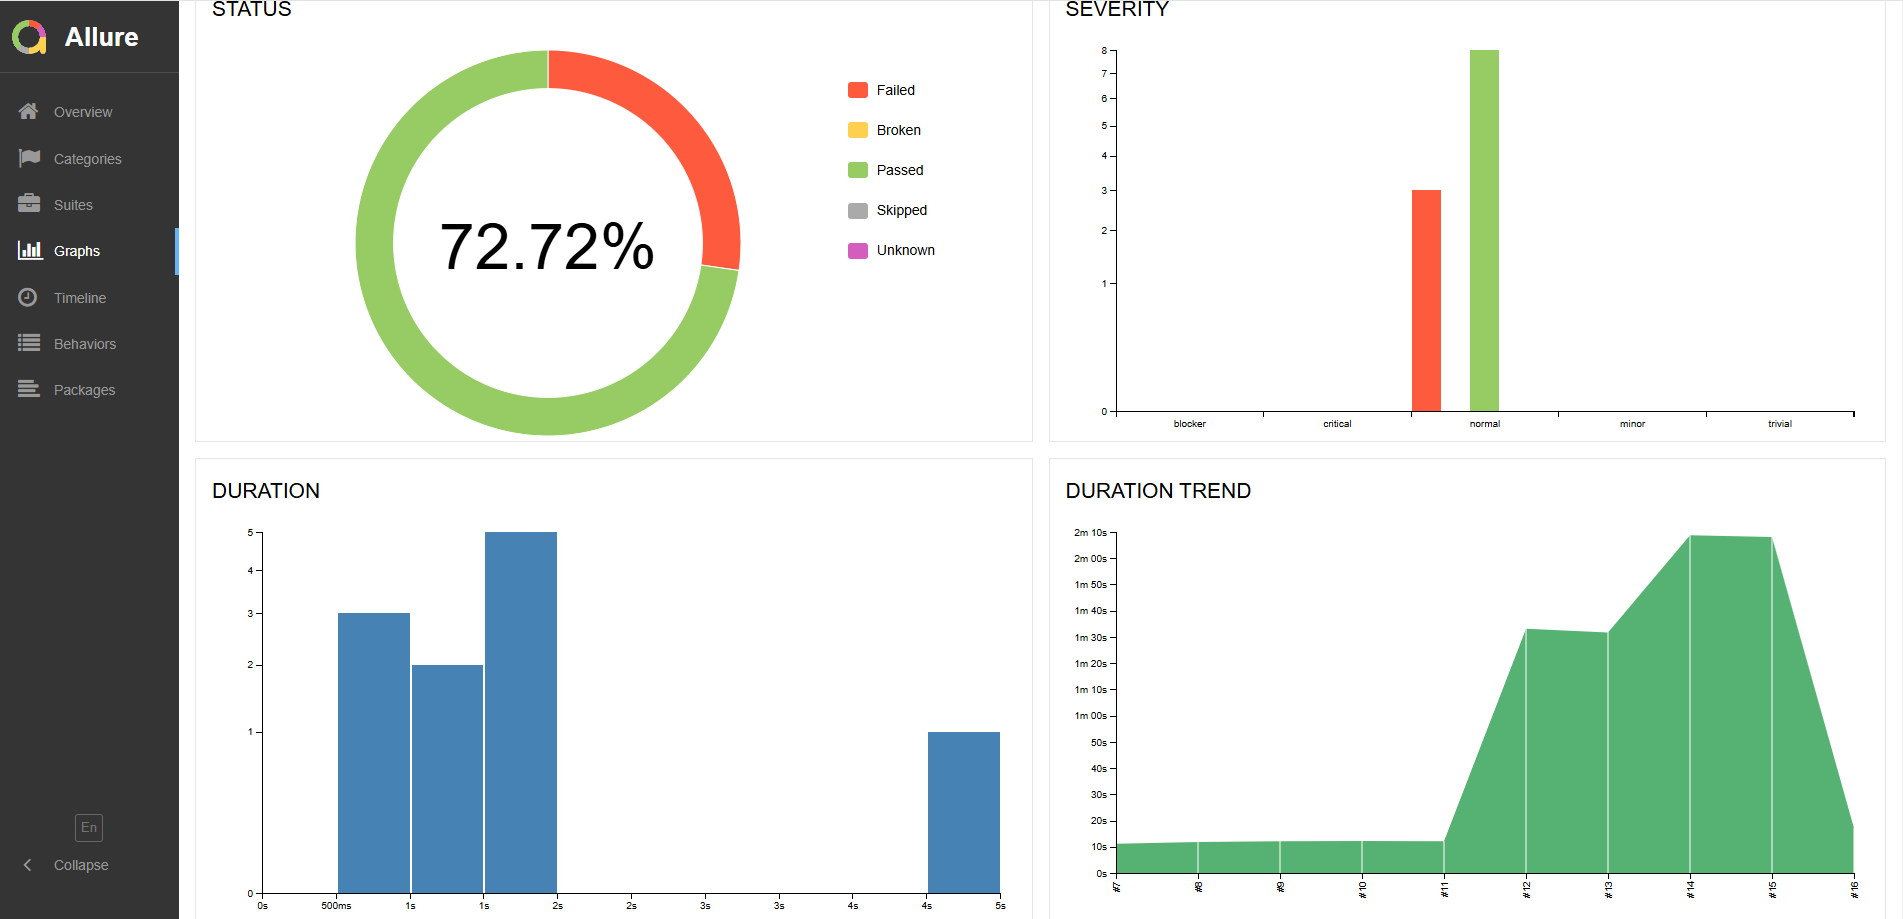 Allure
Overview
Categories
Suites
Graphs
Timeline
Behaviors
Packages
En
Collapse
STATUS
72.72%
Failed
Broken
Passed
Skipped
Unknown
SEVERITY
8
7
6
5
4
3
2
1
0
blocker critical normal minor trivial
DURATION
5
4
3
2
1
0
0s 500ms 1s 1s 2s 2s 3s 3s 4s 4s 5s
DURATION TREND
2m 10s
2m 00s
1m 50s
1m 40s
1m 30s
1m 20s
1m 10s
1m 00s
50s
40s
30s
20s
10s
0s
#7 #8 #9 #10 #11 #12 #13 #14 #15 #16